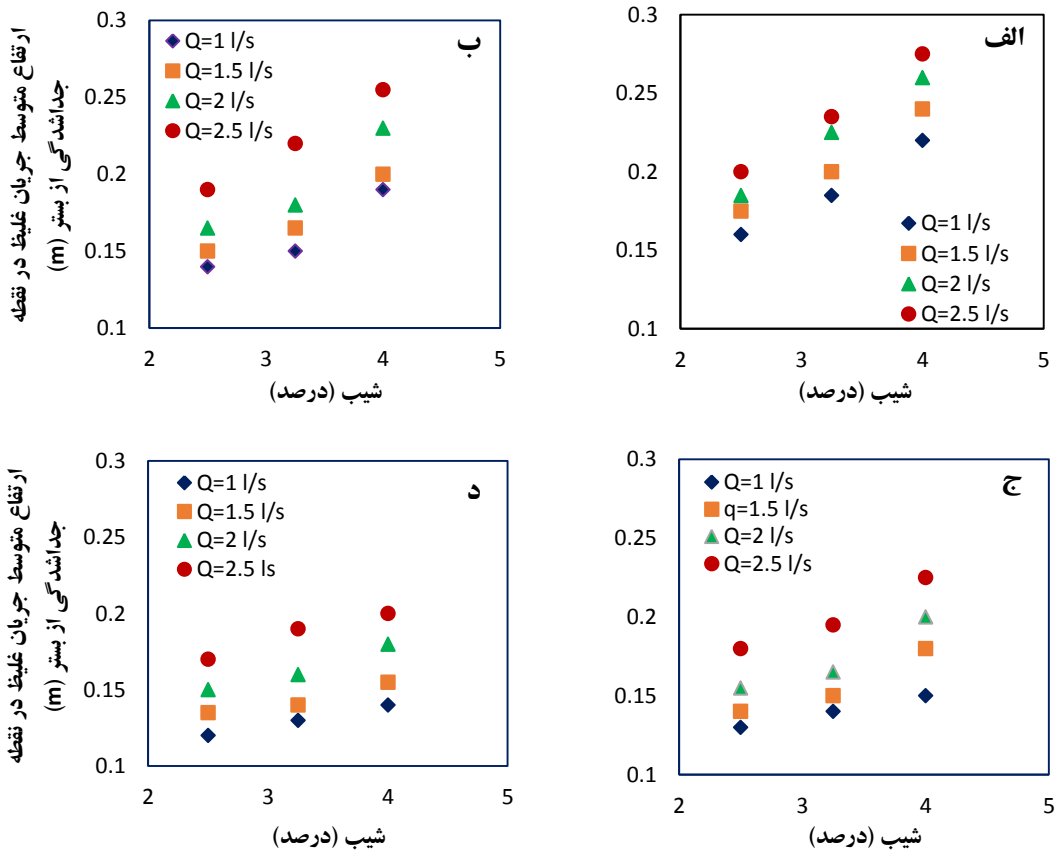 الف
0.3
0.25
0.2
0.15
0.1
2 3 4 5
Q=1 l/s
Q=1.5 l/s
Q=2 l/s
Q=2.5 l/s
شیب (درصد)
ب
ارتفاع متوسط جریان غلیظ در نقطه
جداشدگی از بستر (m)
0.3
0.25
0.2
0.15
0.1
2 3 4 5
Q=1 l/s
Q=1.5 l/s
Q=2 l/s
Q=2.5 l/s
شیب (درصد)
ج
0.3
0.25
0.2
0.15
0.1
2 3 4 5
Q=1 l/s
q=1.5 l/s
Q=2 l/s
Q=2.5 l/s
شیب (درصد)
د
ارتفاع متوسط جریان غلیظ در نقطه
جداشدگی از بستر (m)
0.3
0.25
0.2
0.15
0.1
2 3 4 5
Q=1 l/s
Q=1.5 l/s
Q=2 l/s
Q=2.5 ls
شیب (درصد)